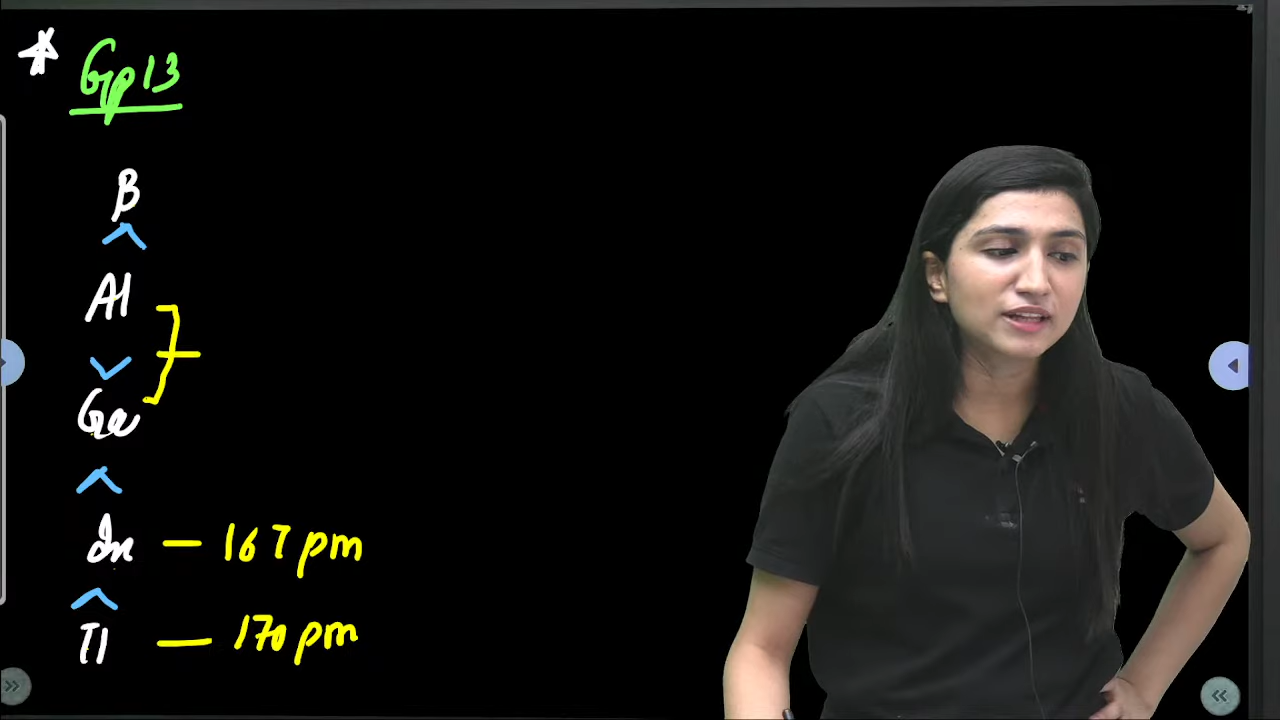 * Gp 13
B
^
Al
v
Ga
^
In — 167 pm
^
Tl — 170 pm